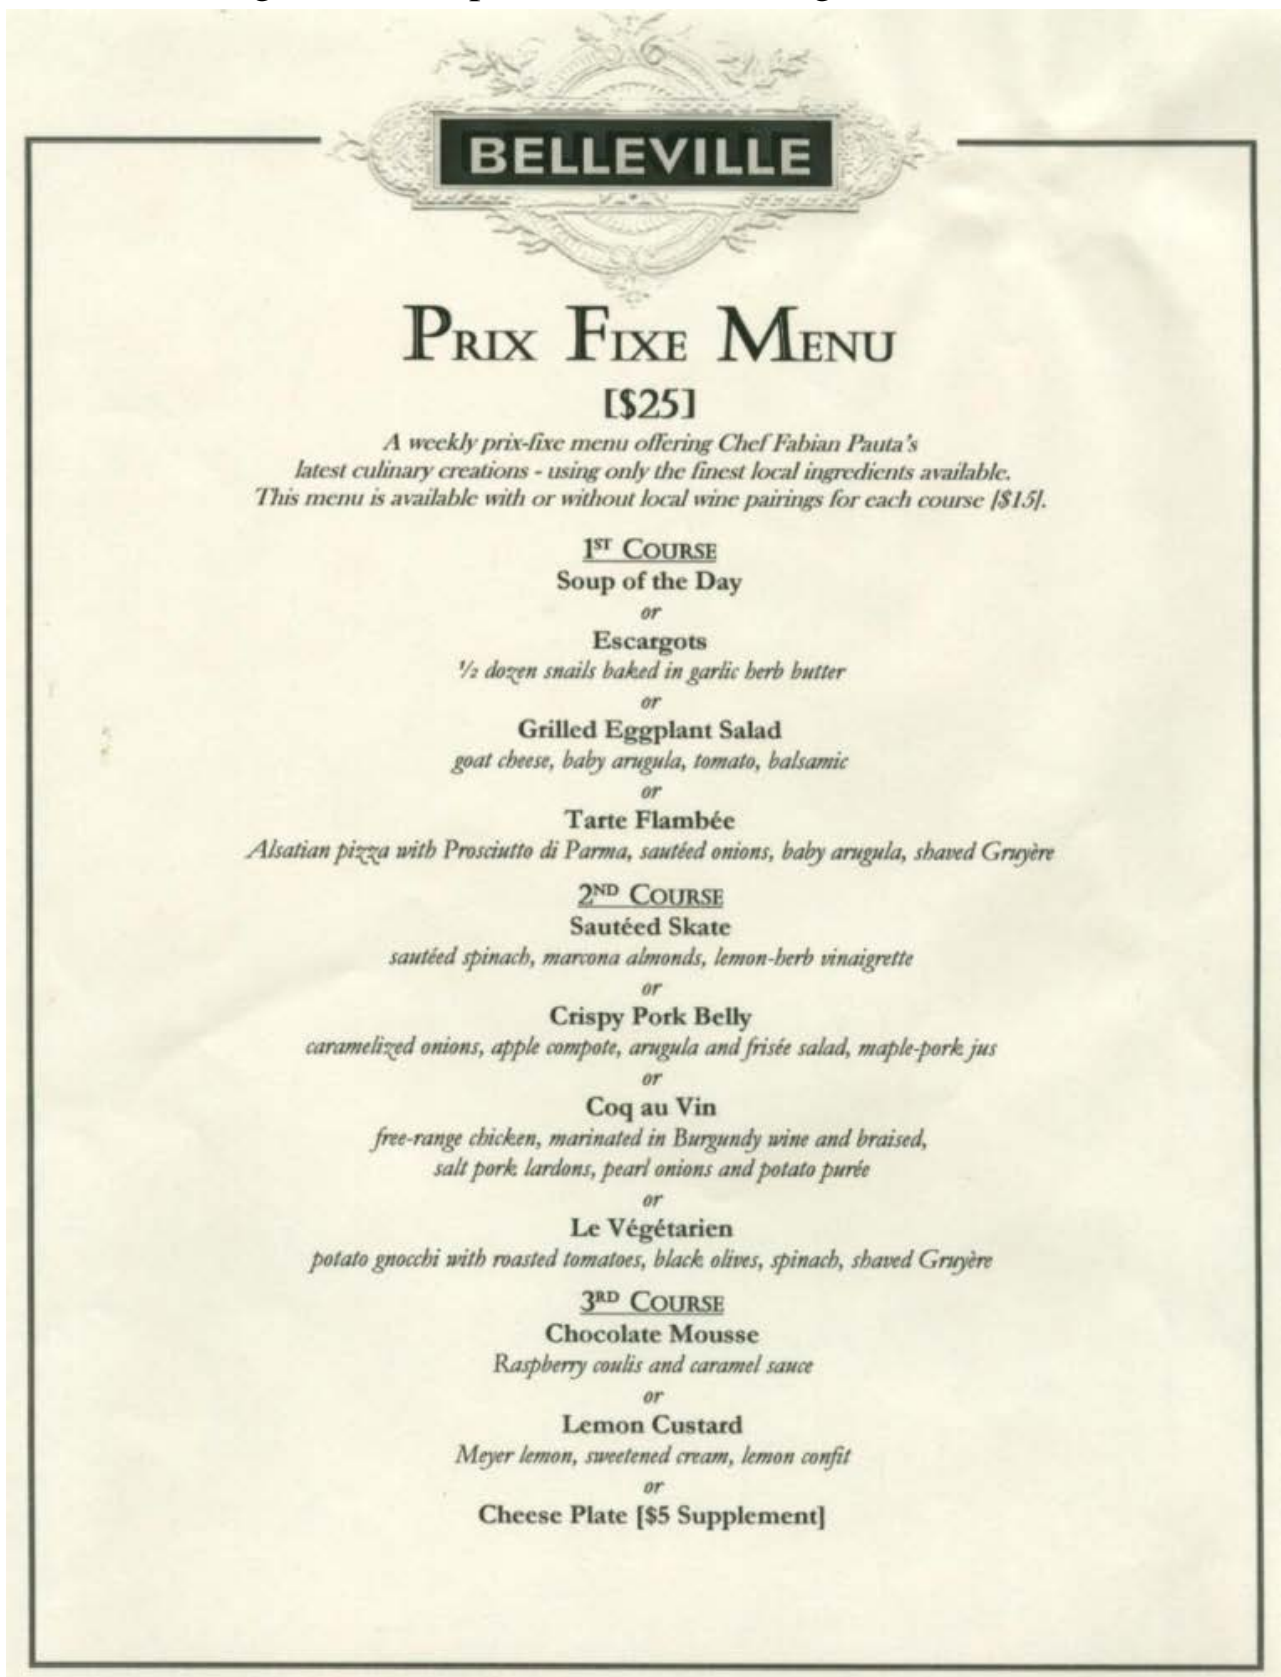 BELLEVILLE
PRIX FIXE MENU
[$25]
A weekly prix-fixe menu offering Chef Fabian Pauta's
latest culinary creations - using only the finest local ingredients available.
This menu is available with or without local wine pairings for each course [$15].
1ST COURSE
Soup of the Day
or
Escargots
½ dozen snails baked in garlic herb butter
or
Grilled Eggplant Salad
goat cheese, baby arugula, tomato, balsamic
or
Tarte Flambée
Alsatian pizza with Prosciutto di Parma, sautéed onions, baby arugula, shaved Gruyère
2ND COURSE
Sautéed Skate
sautéed spinach, marcona almonds, lemon-herb vinaigrette
or
Crispy Pork Belly
caramelized onions, apple compote, arugula and frisée salad, maple-pork jus
or
Coq au Vin
free-range chicken, marinated in Burgundy wine and braised,
salt pork lardons, pearl onions and potato purée
or
Le Végétarien
potato gnocchi with roasted tomatoes, black olives, spinach, shaved Gruyère
3RD COURSE
Chocolate Mousse
Raspberry coulis and caramel sauce
or
Lemon Custard
Meyer lemon, sweetened cream, lemon confit
or
Cheese Plate [$5 Supplement]